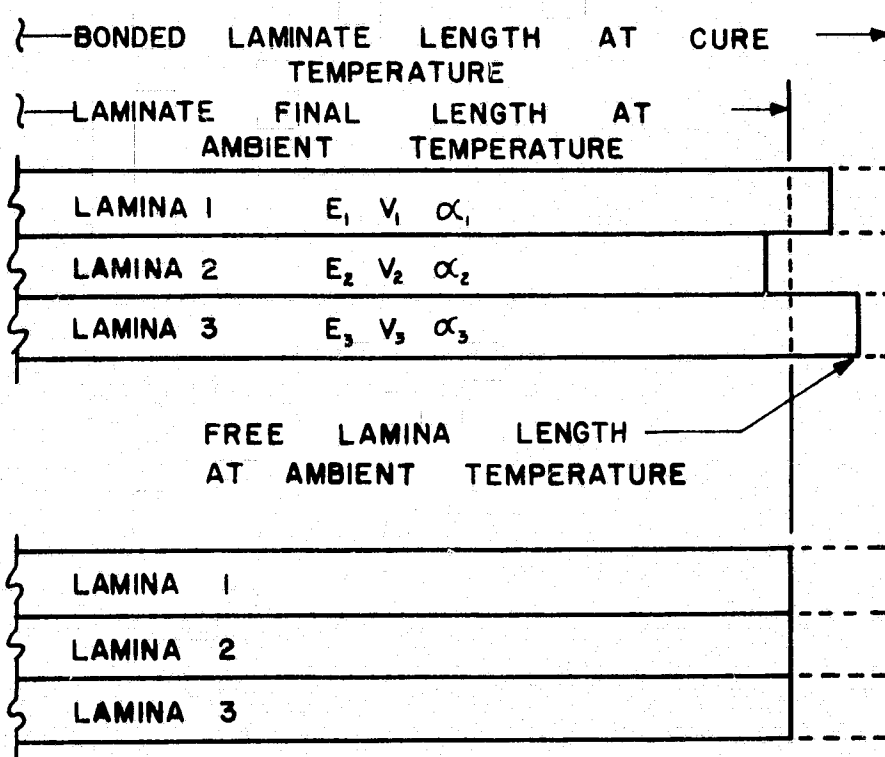 BONDED LAMINATE LENGTH AT CURE
TEMPERATURE
LAMINATE FINAL LENGTH AT
AMBIENT TEMPERATURE
LAMINA 1 E₁ V₁ α₁
LAMINA 2 E₂ V₂ α₂
LAMINA 3 E₃ V₃ α₃
FREE LAMINA LENGTH
AT AMBIENT TEMPERATURE
LAMINA 1
LAMINA 2
LAMINA 3